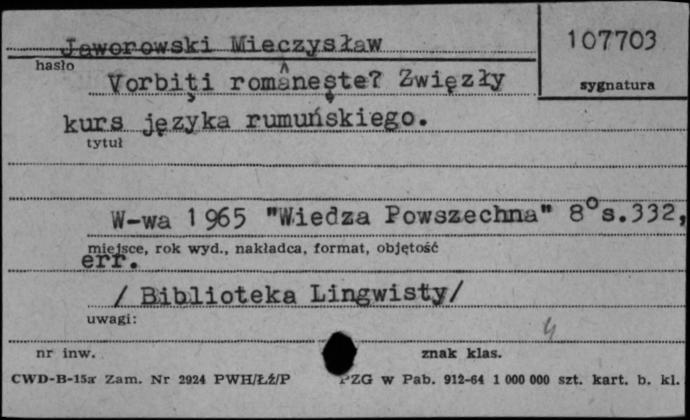 Jaworowski Mieczysław
107703
hasło
sygnatura
Vorbiţi româneşte? Zwięzły
kurs języka rumuńskiego.
tytuł
W-wa 1965 "Wiedza Powszechna" 8° s.332,
miejsce, rok wyd., nakładca, format, objętość
err.
/ Biblioteka Lingwisty/
uwagi:
4
nr inw.
znak klas.
CWD-B-15a Zam. Nr 2924 PWH/Łź/P PZG w Pab. 912-64 1 000 000 szt. kart. b. kl.